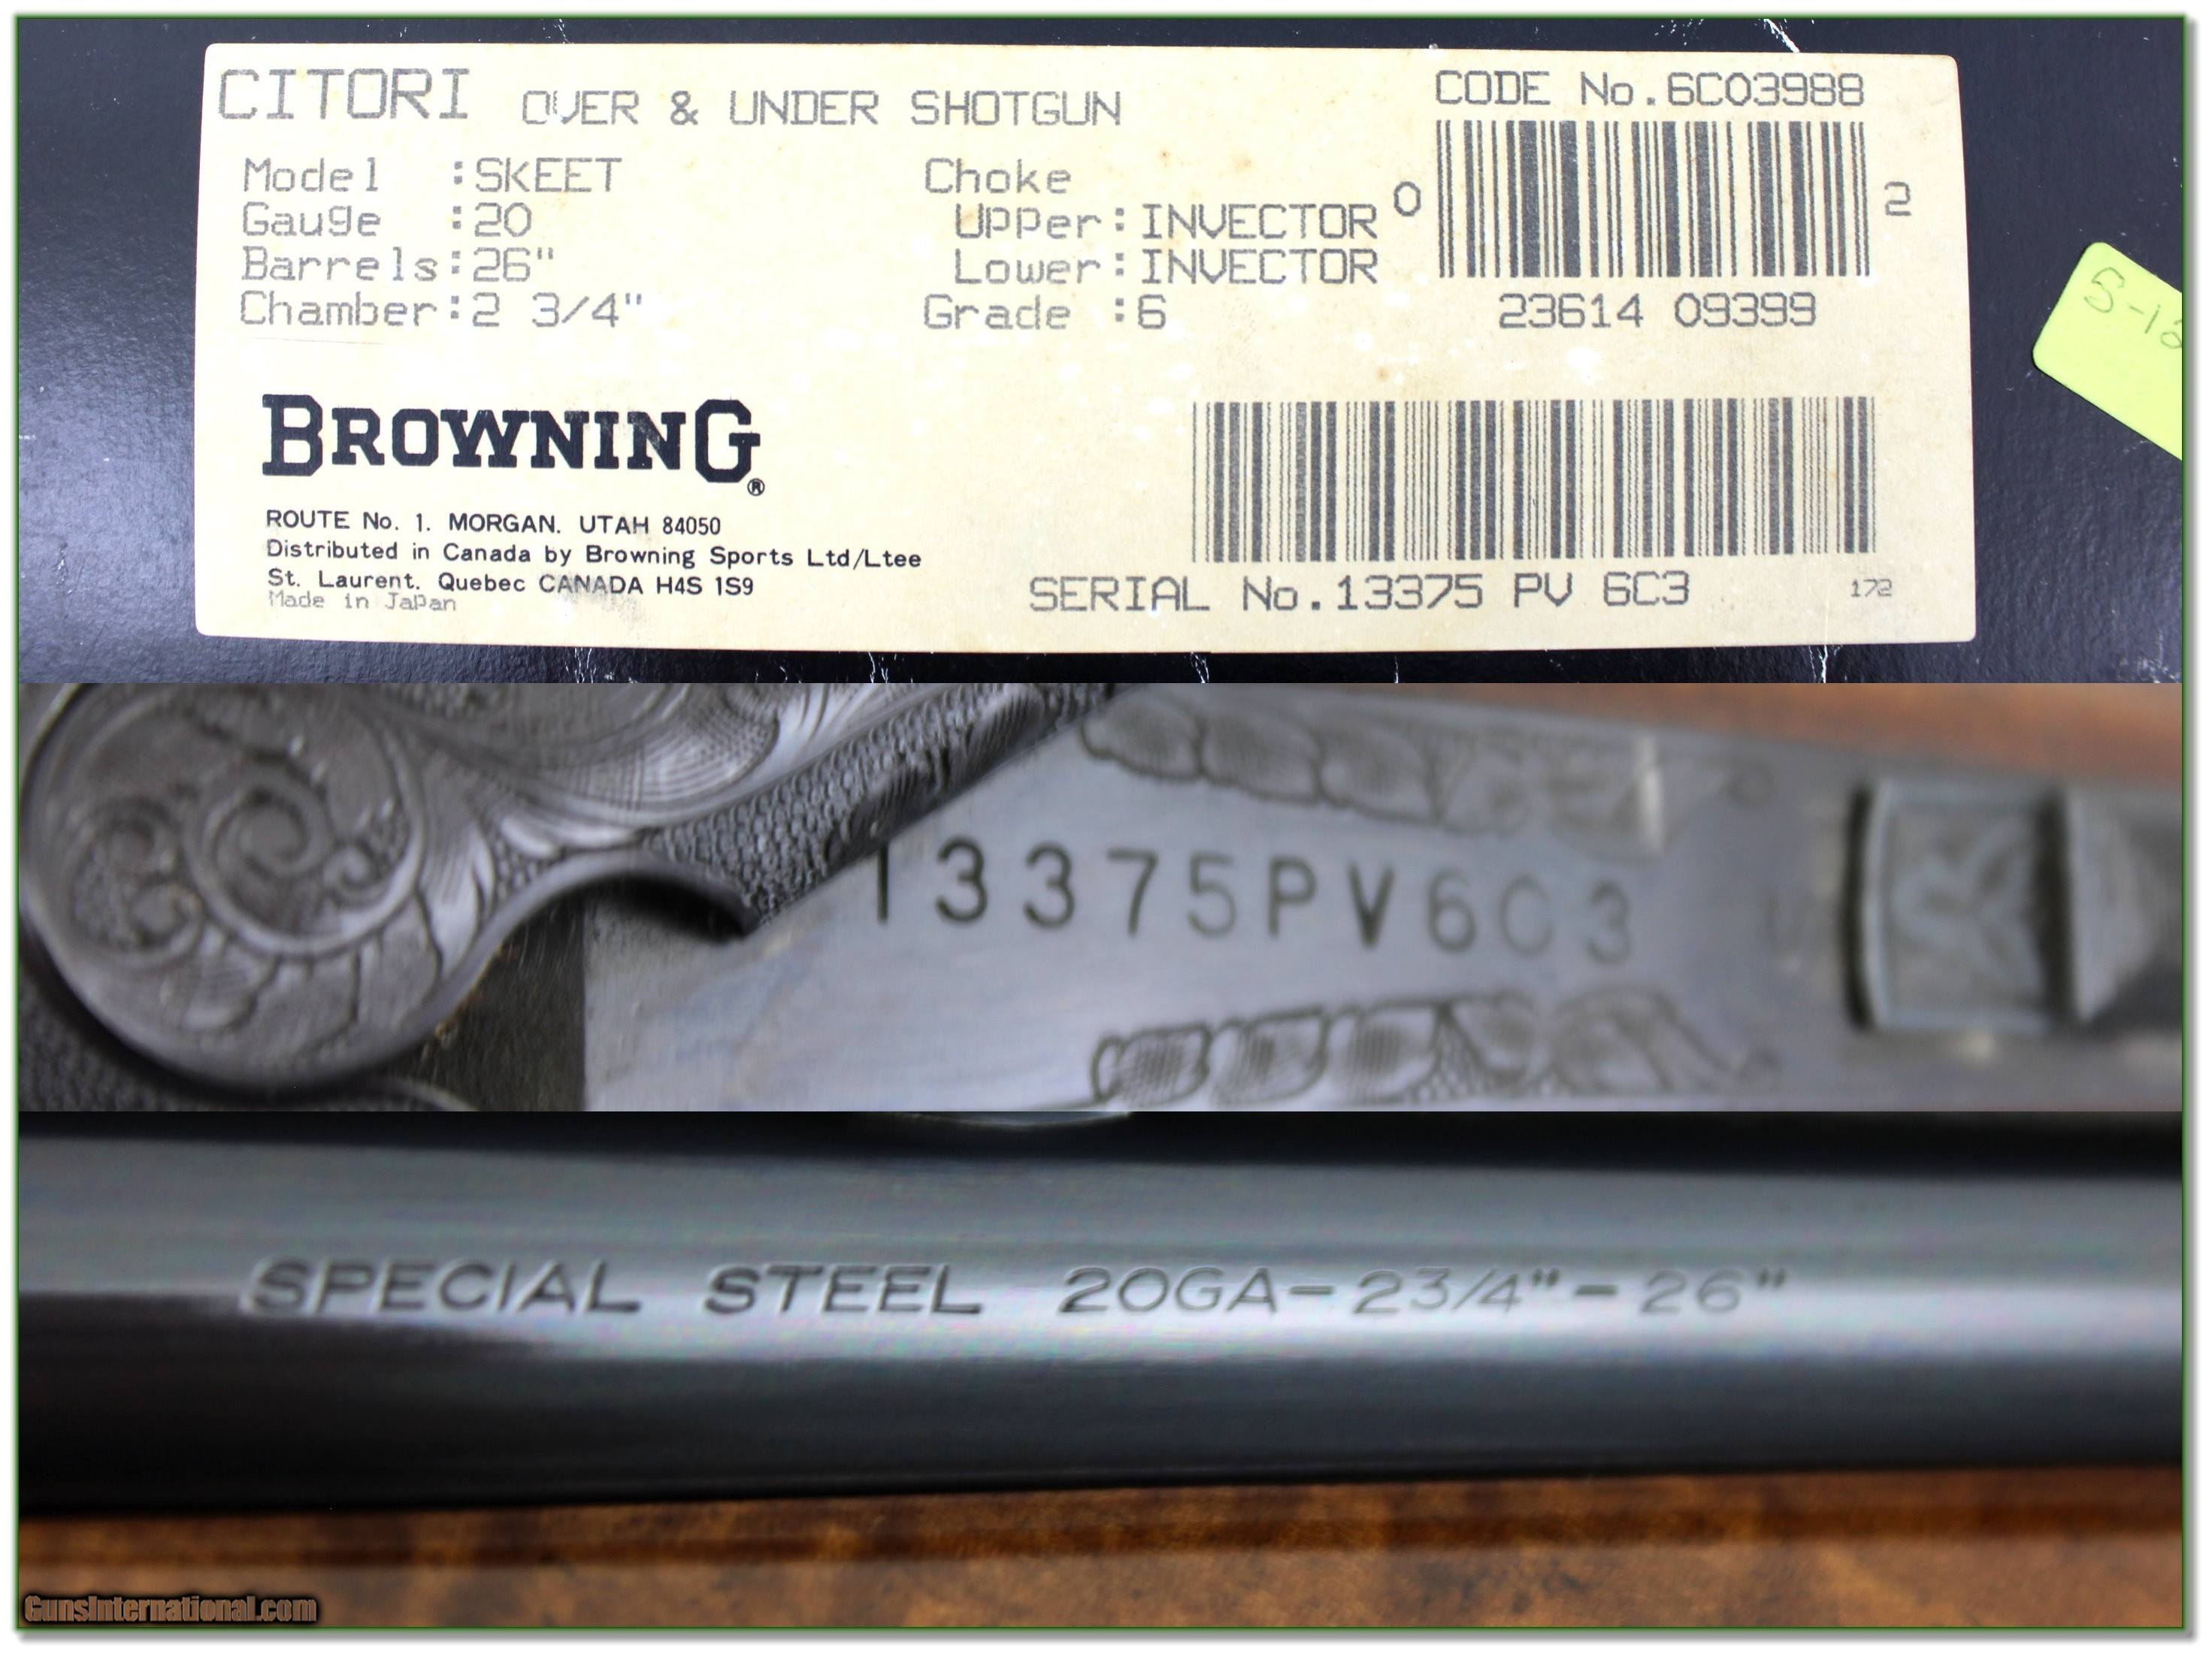 CITORI OVER & UNDER SHOTGUN
CODE No.6C03988
Model :SKEET
Gauge :20
Barrels:26"
Chamber:2 3/4"
Choke
Upper:INVECTOR
Lower:INVECTOR
Grade :6
0 2
23614 09399
BROWNING®
ROUTE No. 1. MORGAN. UTAH 84050
Distributed in Canada by Browning Sports Ltd/Ltee
St. Laurent. Quebec CANADA H4S 1S9
Made in Japan
SERIAL No.13375 PV 6C3
172
13375PV6C3
SPECIAL STEEL 20GA-23/4"-26"
GunsInternational.com